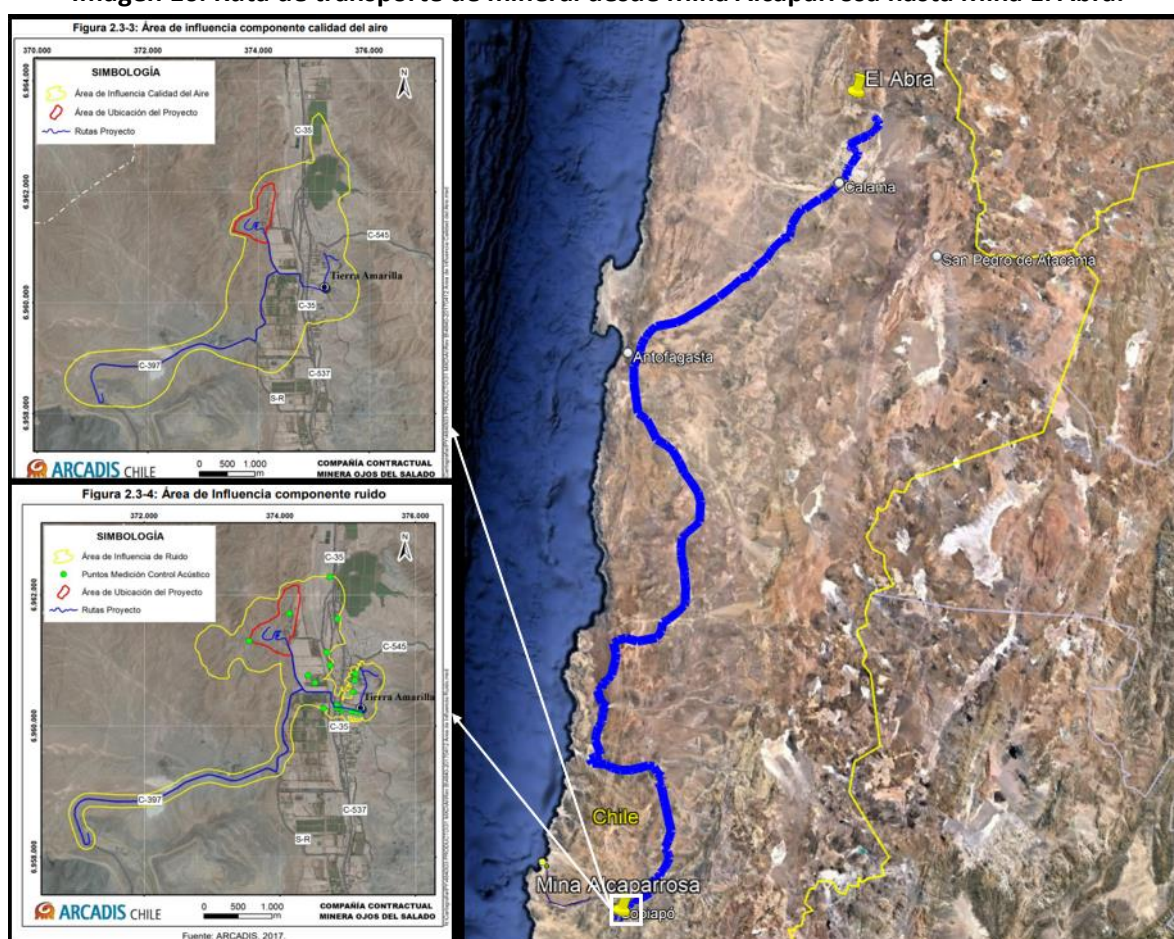 Imagen 10: Ruta de transporte de mineral desde Mina Alcaparrosa hasta Mina El Abra.
Figura 2.3-3: Área de influencia componente calidad del aire
370.000
372.000
374.000
376.000
6.964.000
6.962.000
6.960.000
6.958.000
SIMBOLOGÍA
Área de Influencia Calidad del Aire
Área de Ubicación del Proyecto
Rutas Proyecto
N
C-35
C-545
Tierra Amarilla
C-35
C-397
C-537
S-R
ARCADIS CHILE
0 500 1.000
m
COMPAÑÍA CONTRACTUAL
MINERA OJOS DEL SALADO
Figura 2.3-4: Área de Influencia componente ruido
372.000
374.000
376.000
6.962.000
6.960.000
6.958.000
SIMBOLOGÍA
Área de Influencia de Ruido
Puntos Medición Control Acústico
Área de Ubicación del Proyecto
Rutas Proyecto
N
C-35
C-545
Tierra Amarilla
C-35
C-397
C-537
S-R
ARCADIS CHILE
0 500 1.000
m
COMPAÑÍA CONTRACTUAL
MINERA OJOS DEL SALADO
Fuente: ARCADIS, 2017.
El Abra
Calama
San Pedro de Atacama
Antofagasta
Chile
Mina Alcaparrosa
Copiapó